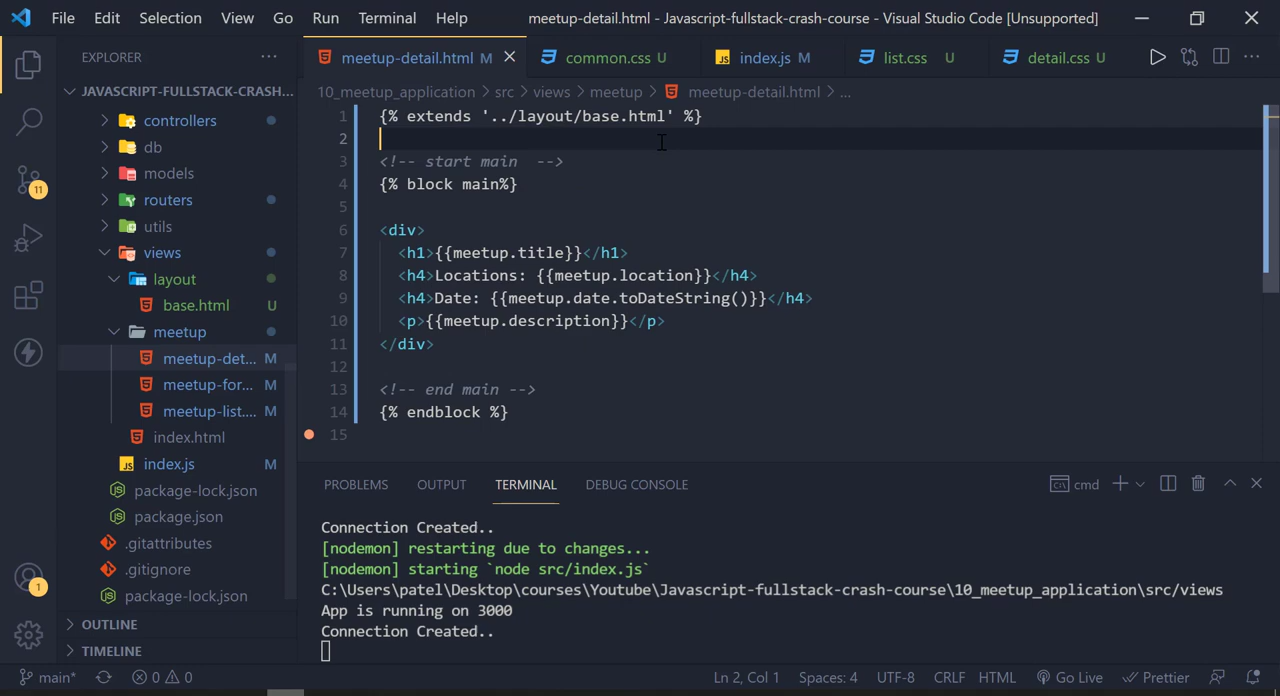 File Edit Selection View Go Run Terminal Help meetup-detail.html - Javascript-fullstack-crash-course - Visual Studio Code [Unsupported]
EXPLORER ...
meetup-detail.html M common.css U JS index.js M list.css U detail.css U
JAVASCRIPT-FULLSTACK-CRASH...
10_meetup_application > src > views > meetup > meetup-detail.html > ...
controllers
db
models
routers
utils
views
layout
base.html U
meetup
meetup-det... M
meetup-for... M
meetup-list.... M
index.html
JS index.js M
package-lock.json
package.json
.gitattributes
.gitignore
package-lock.json
OUTLINE
TIMELINE
11
1
1 {% extends '../layout/base.html' %}
2
3 <!-- start main  -->
4 {% block main%}
5
6 <div>
7 <h1>{{meetup.title}}</h1>
8 <h4>Locations: {{meetup.location}}</h4>
9 <h4>Date: {{meetup.date.toDateString()}}</h4>
10 <p>{{meetup.description}}</p>
11 </div>
12
13 <!-- end main -->
14 {% endblock %}
15
PROBLEMS OUTPUT TERMINAL DEBUG CONSOLE cmd
Connection Created..
[nodemon] restarting due to changes...
[nodemon] starting `node src/index.js`
C:\Users\patel\Desktop\courses\Youtube\Javascript-fullstack-crash-course\10_meetup_application\src/views
App is running on 3000
Connection Created..
main* 0 0 Ln 2, Col 1 Spaces: 4 UTF-8 CRLF HTML Go Live Prettier